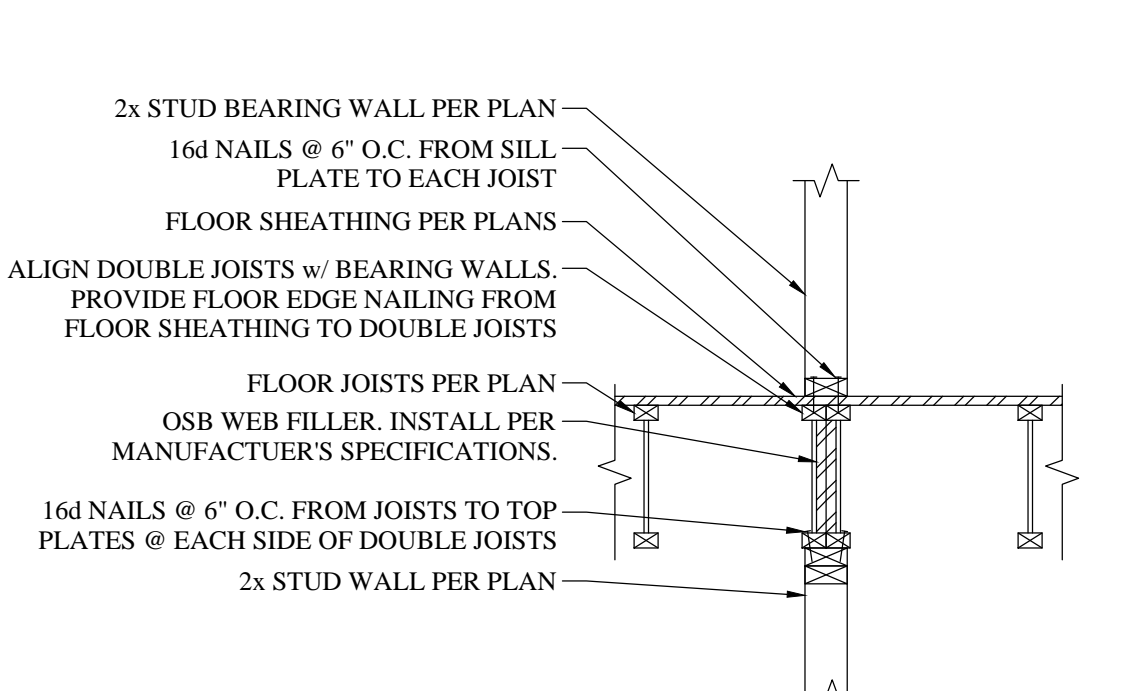 2x STUD BEARING WALL PER PLAN
16d NAILS @ 6" O.C. FROM SILL
PLATE TO EACH JOIST
FLOOR SHEATHING PER PLANS
ALIGN DOUBLE JOISTS w/ BEARING WALLS.
PROVIDE FLOOR EDGE NAILING FROM
FLOOR SHEATHING TO DOUBLE JOISTS
FLOOR JOISTS PER PLAN
OSB WEB FILLER. INSTALL PER
MANUFACTUER'S SPECIFICATIONS.
16d NAILS @ 6" O.C. FROM JOISTS TO TOP
PLATES @ EACH SIDE OF DOUBLE JOISTS
2x STUD WALL PER PLAN